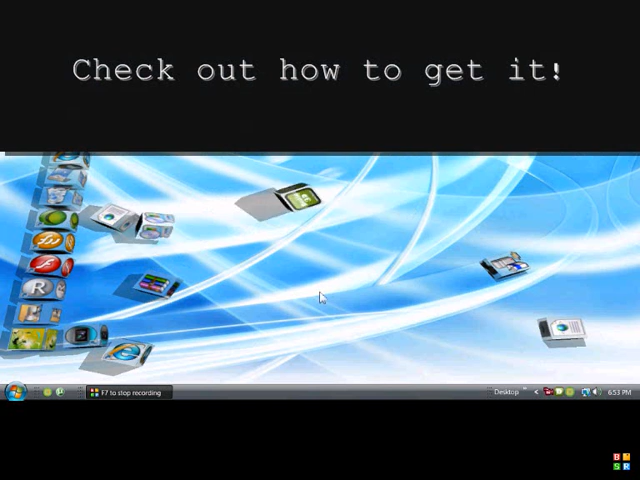 Check out how to get it!
F7 to stop recording
Desktop
6:53 PM
B
S R